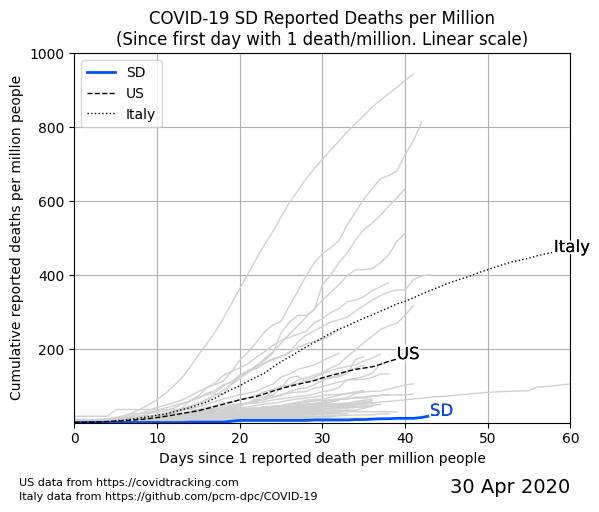 COVID-19 SD Reported Deaths per Million
(Since first day with 1 death/million. Linear scale)
Cumulative reported deaths per million people
1000
800
600
400
200
SD
US
Italy
Italy
US
SD
0
10
20
30
40
50
60
Days since 1 reported death per million people
US data from https://covidtracking.com
Italy data from https://github.com/pcm-dpc/COVID-19
30 Apr 2020